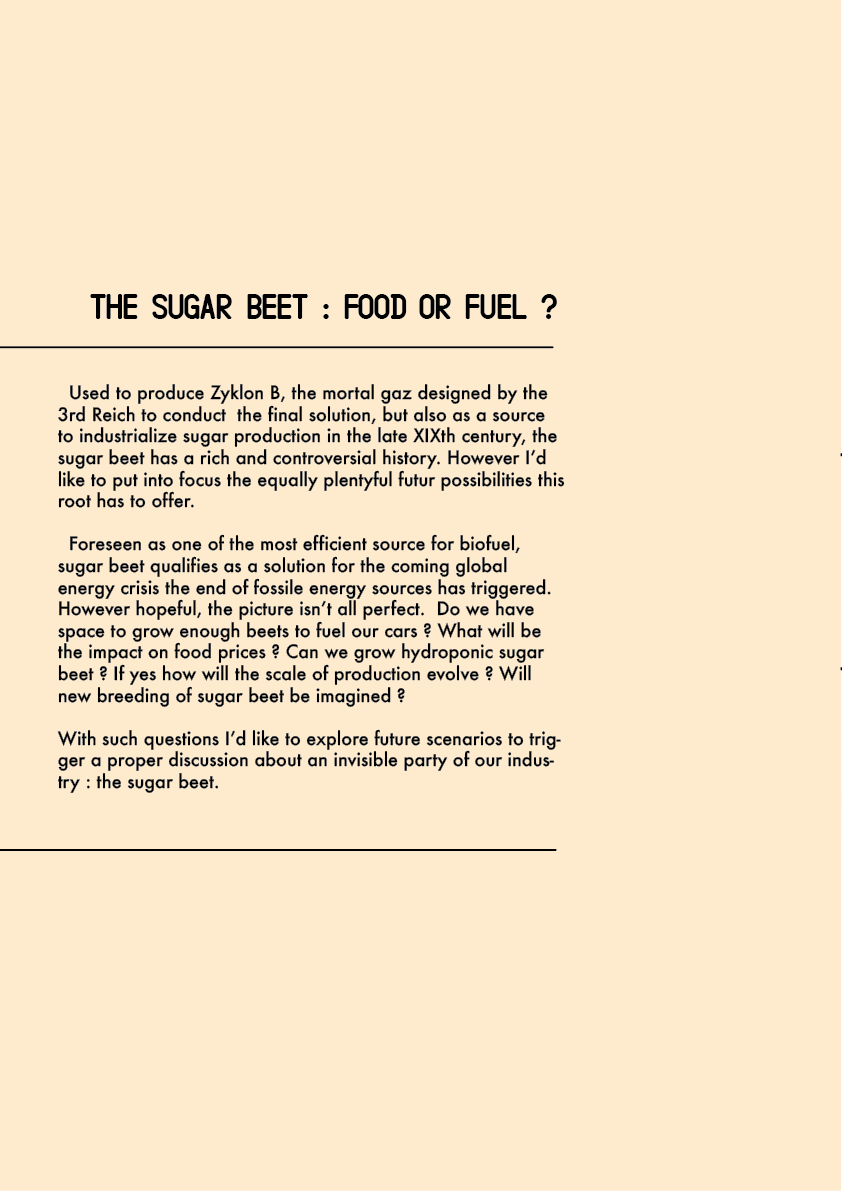 THE SUGAR BEET : FOOD OR FUEL ?
Used to produce Zyklon B, the mortal gaz designed by the
3rd Reich to conduct  the final solution, but also as a source
to industrialize sugar production in the late XIXth century, the
sugar beet has a rich and controversial history. However I'd
like to put into focus the equally plentyful futur possibilities this
root has to offer.
Foreseen as one of the most efficient source for biofuel,
sugar beet qualifies as a solution for the coming global
energy crisis the end of fossile energy sources has triggered.
However hopeful, the picture isn't all perfect.  Do we have
space to grow enough beets to fuel our cars ? What will be
the impact on food prices ? Can we grow hydroponic sugar
beet ? If yes how will the scale of production evolve ? Will
new breeding of sugar beet be imagined ?
With such questions I'd like to explore future scenarios to trig-
ger a proper discussion about an invisible party of our indus-
try : the sugar beet.